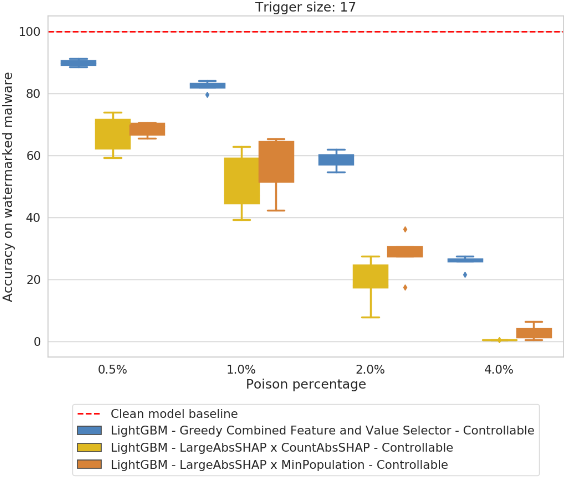 Trigger size: 17
100
80
60
40
20
0
Accuracy on watermarked malware
0.5% 1.0% 2.0% 4.0%
Poison percentage
Clean model baseline
LightGBM - Greedy Combined Feature and Value Selector - Controllable
LightGBM - LargeAbsSHAP x CountAbsSHAP - Controllable
LightGBM - LargeAbsSHAP x MinPopulation - Controllable